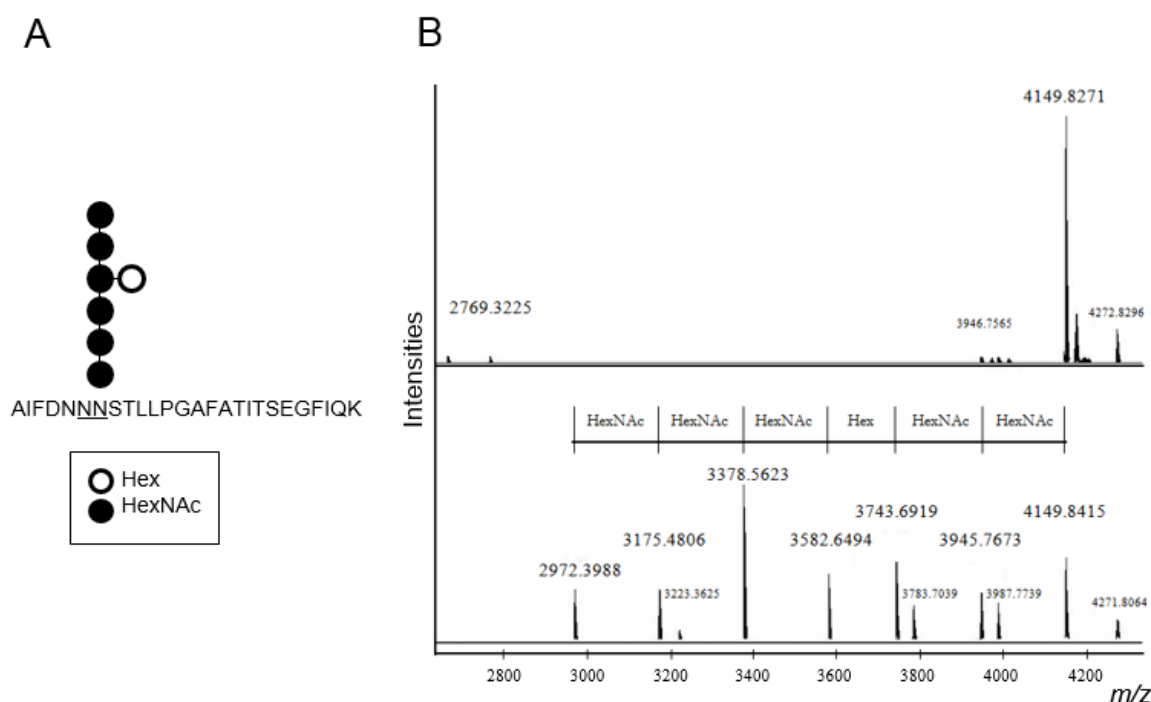 A
AIFDNNNSTLLPGAFATITSEGFIQK
Hex
HexNAc
B
4149.8271
2769.3225
3946.7565
4272.8296
Intensities
HexNAc HexNAc HexNAc Hex HexNAc HexNAc
3378.5623
3743.6919
4149.8415
3175.4806
3582.6494
3945.7673
2972.3988
3223.3625
3783.7039
3987.7739
4271.8064
2800 3000 3200 3400 3600 3800 4000 4200
m/z